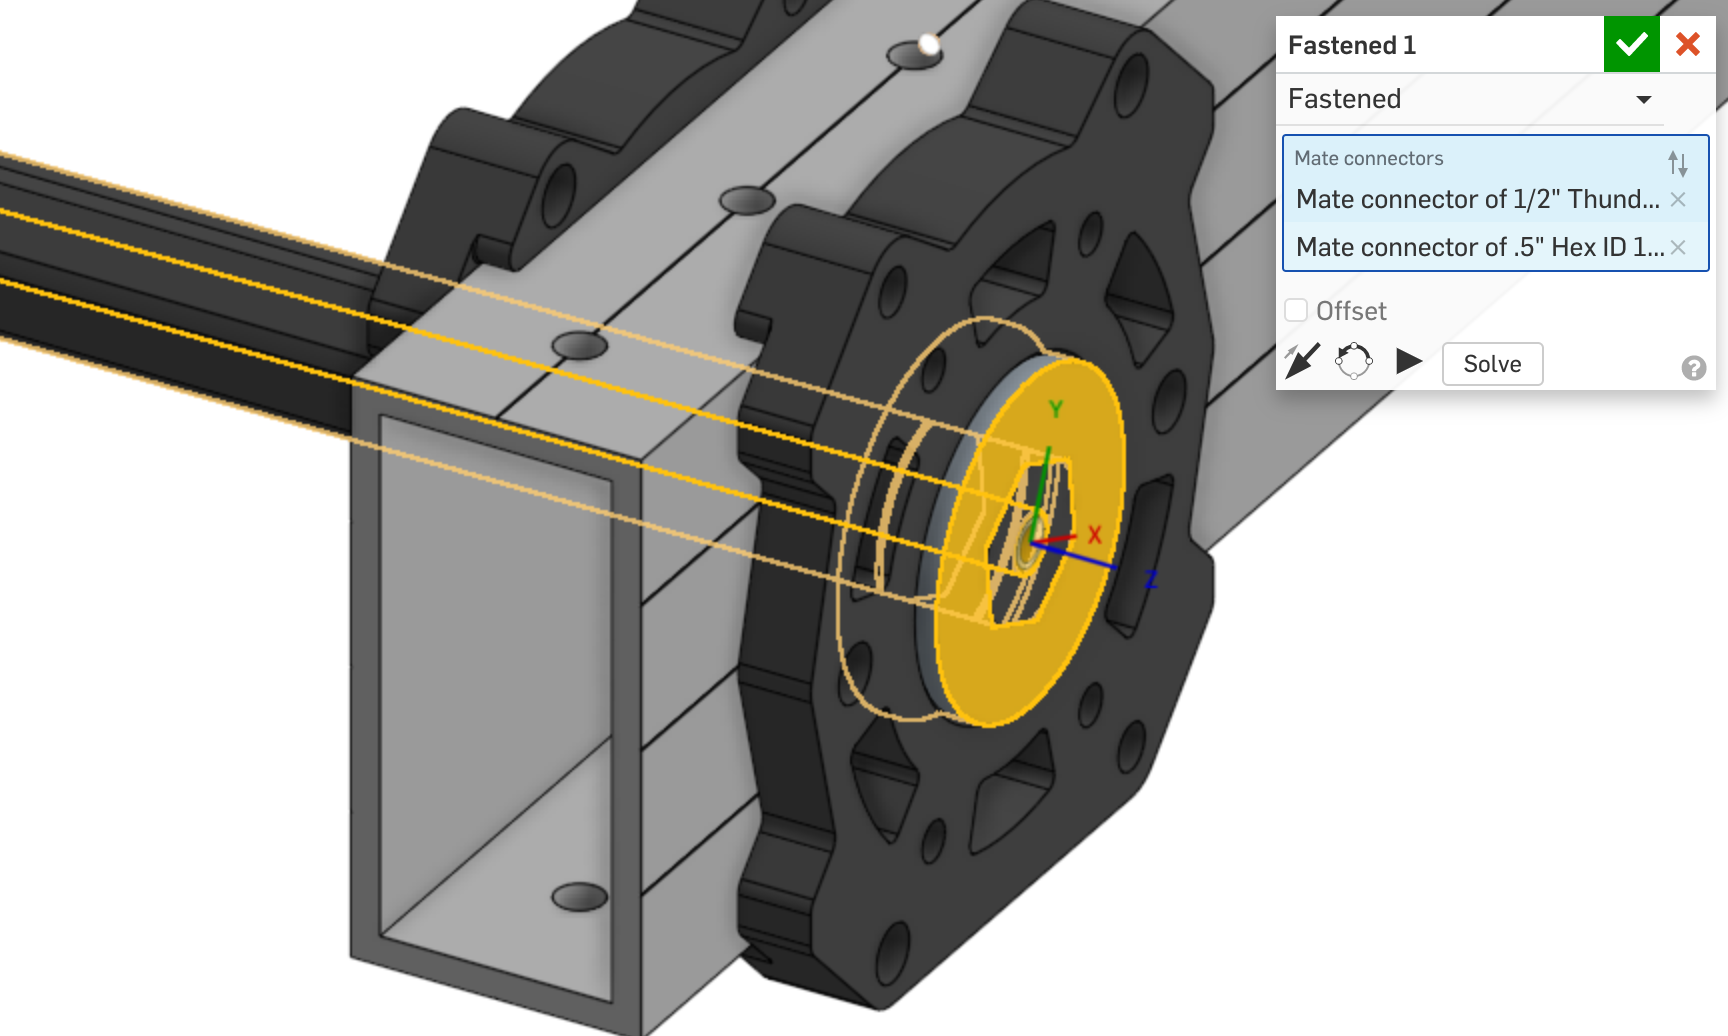 Fastened 1
Fastened
Mate connectors
Mate connector of 1/2" Thund...
Mate connector of .5" Hex ID 1...
Offset
Solve
?
Y
X
Z